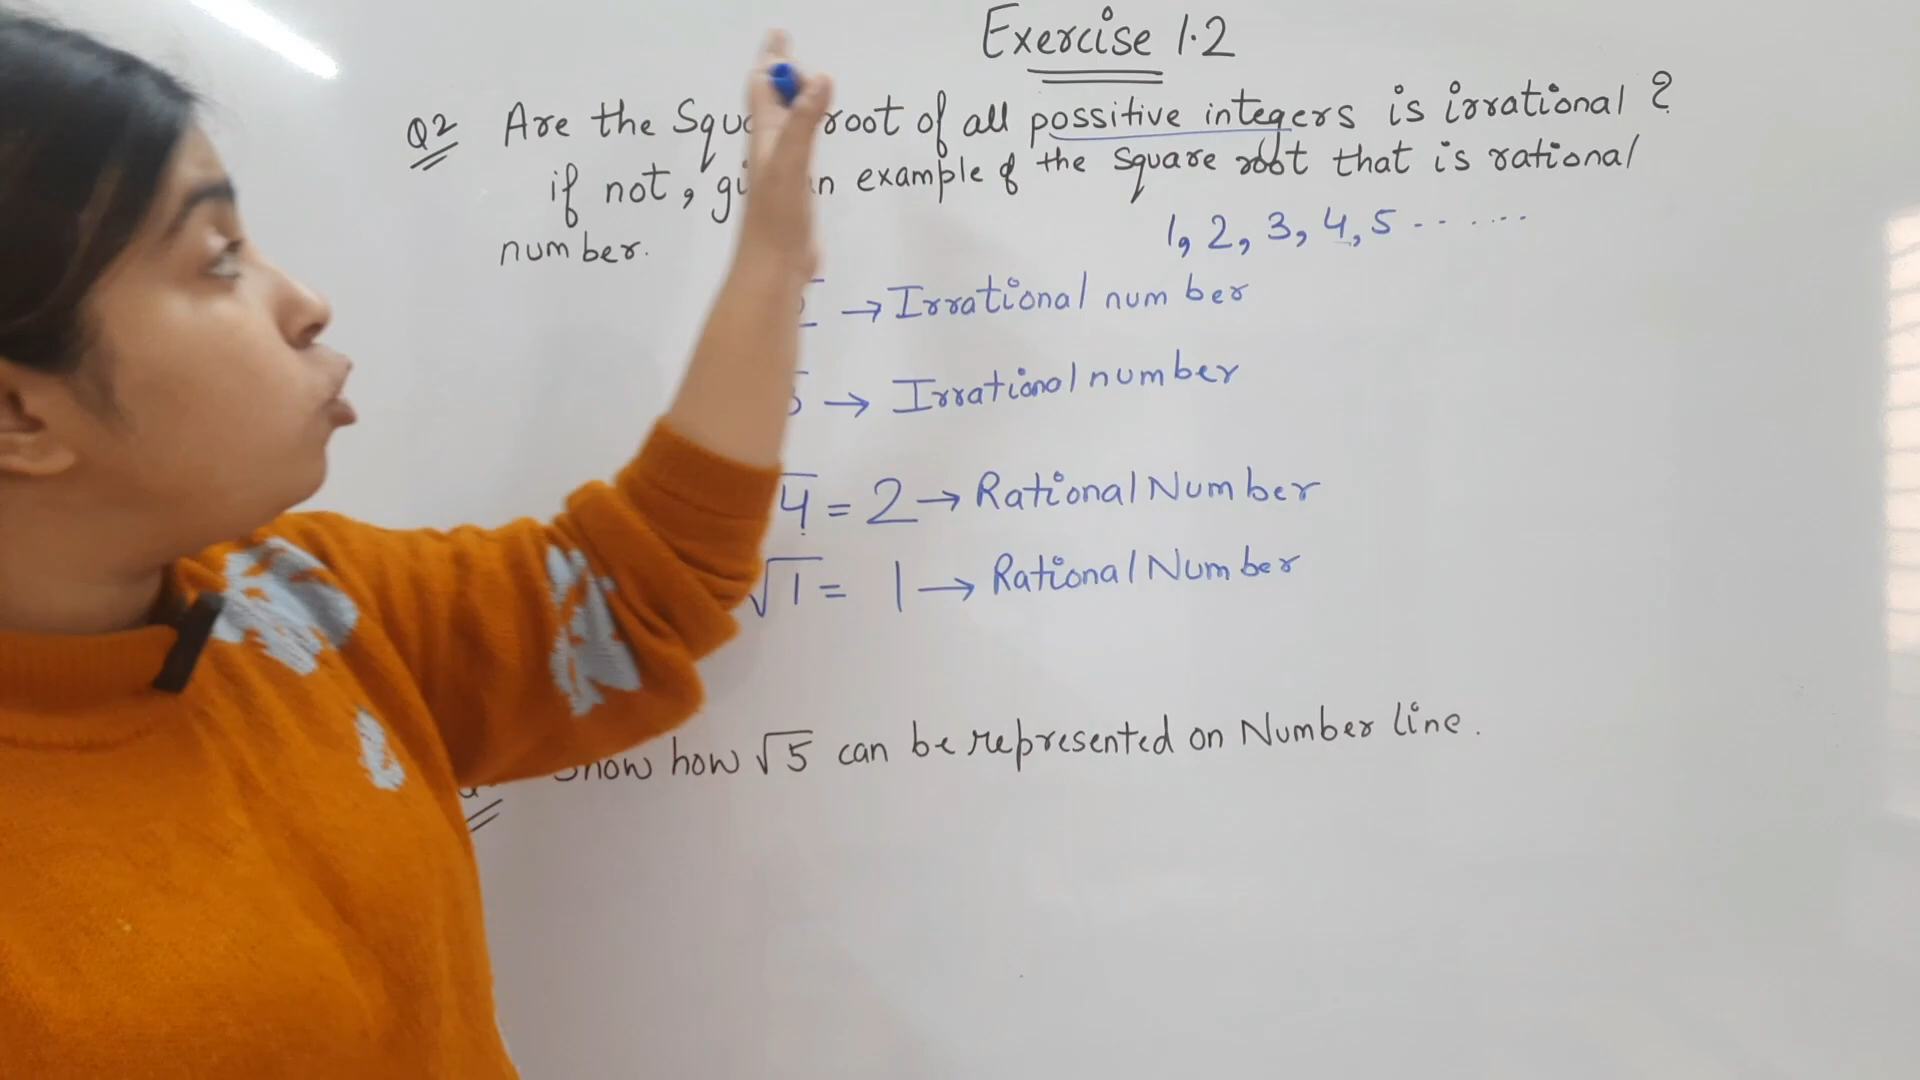 Exercise 1.2
Q2 Are the root of all possitive integers is irrational ?
if not, an example of the square root that is rational
number.
1, 2, 3, 4, 5 - - - - - -
→ Irrational number
→ Irrational number
√4 = 2 → Rational Number
√1 = 1 → Rational Number
Show how √5 can be represented on Number line.